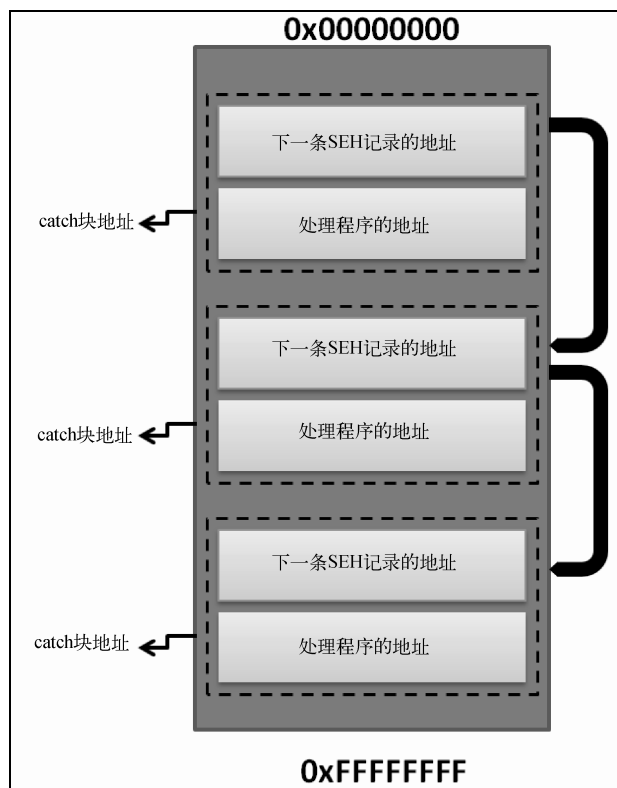 0x00000000
下一条SEH记录的地址
catch块地址
处理程序的地址
下一条SEH记录的地址
catch块地址
处理程序的地址
下一条SEH记录的地址
catch块地址
处理程序的地址
0xFFFFFFFF